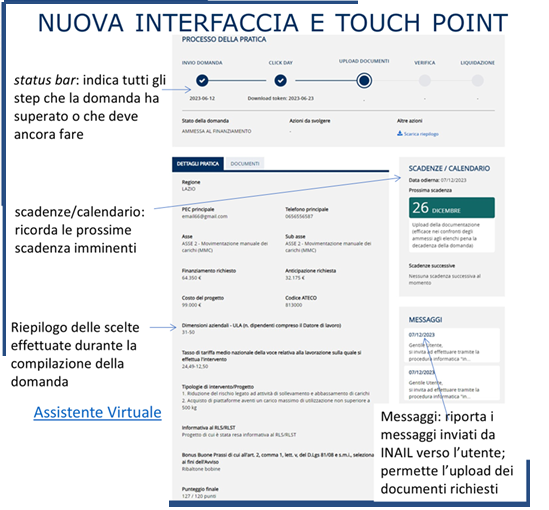 NUOVA INTERFACCIA E TOUCH POINT
PROCESSO DELLA PRATICA
INVIO DOMANDA
CLICK DAY
UPLOAD DOCUMENTI
VERIFICA
LIQUIDAZIONE
2023-06-12
Download token: 2023-06-23
-
-
-
Stato della domanda
Azioni da svolgere
Altre azioni
AMMESSA AL FINANZIAMENTO
-
Scarica riepilogo
status bar: indica tutti gli
step che la domanda ha
superato o che deve
ancora fare
DETTAGLI PRATICA
DOCUMENTI
Regione
LAZIO
PEC principale
Telefono principale
email66@gmail.com
0656556587
Asse
Sub asse
ASSE 2 - Movimentazione manuale dei
carichi (MMC)
ASSE 2 - Movimentazione manuale dei
carichi (MMC)
Finanziamento richiesto
Anticipazione richiesta
64.350 €
32.175 €
Costo del progetto
Codice ATECO
99.000 €
813000
Dimensioni aziendali - ULA (n, dipendenti compreso il Datore di lavoro)
31-50
Tasso di tariffa medio nazionale della voce relativa alla lavorazione sulla quale si
effettua l'intervento
24,49-12,50
Tipologia di intervento/Progetto
1. Riduzione del rischio legato ad attività di sollevamento e abbassamento di carichi
2. Acquisto di piattaforme aventi un carico massimo di utilizzazione non superiore a
500 kg
Informativa al RLS/RLST
Progetto di cui è stata resa informativa al RLS/RLST
Bonus Buone Prassi di cui all'art. 2, comma 1, lett. v, del D.Lgs 81/08 e s.m.i., seleziona
ai fini dell'Avviso
Ribaltone bobine
Punteggio finale
127 / 120 punti
SCADENZE / CALENDARIO
Data odierna: 07/12/2023
Prossima scadenza
26 DICEMBRE
Upload della documentazione
(efficace nei confronti degli
ammessi agli elenchi pena la
decadenza della domanda)
Scadenze successive
Nessuna scadenza successiva al
momento
MESSAGGI
07/12/2023
Gentile Utente,
si invita ad effettuare tramite la
procedura informatica "in...
07/12/2023
Gentile Utente,
si invita ad effettuare tramite la
procedura informatica "in...
scadenze/calendario:
ricorda le prossime
scadenza imminenti
Riepilogo delle scelte
effettuate durante la
compilazione della
domanda
Assistente Virtuale
Messaggi: riporta i
messaggi inviati da
INAIL verso l'utente;
permette l'upload dei
documenti richiesti